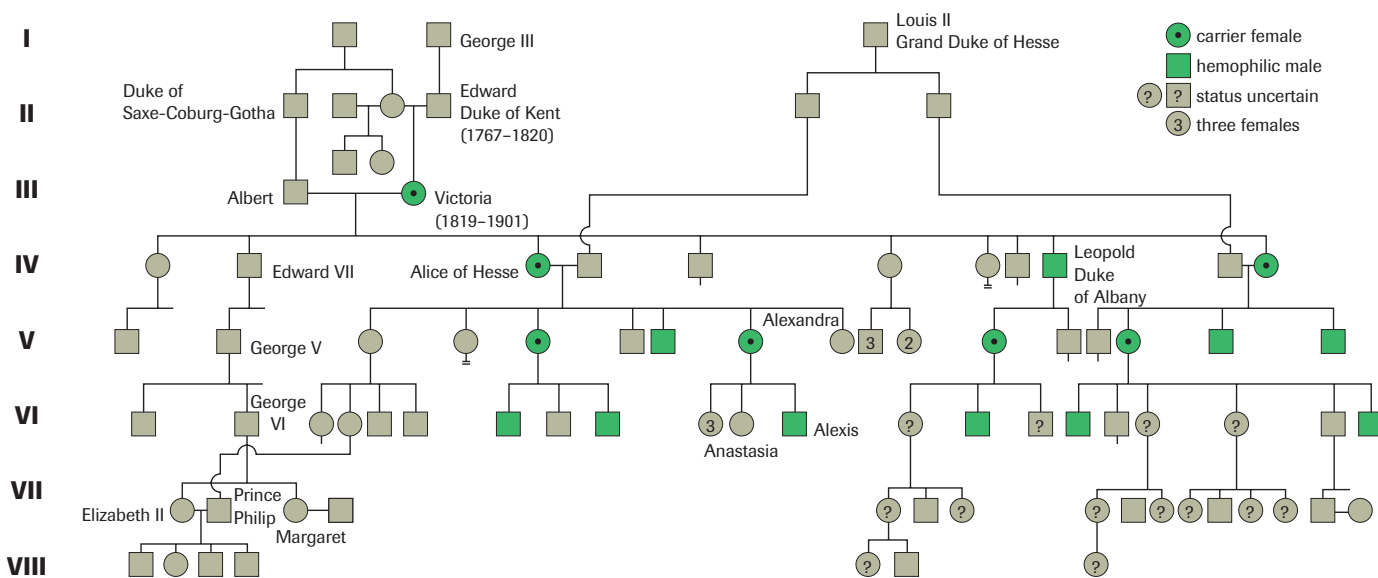 I
George III
Louis II
Grand Duke of Hesse
carrier female
hemophilic male
? ? status uncertain
3 three females
II
Duke of
Saxe-Coburg-Gotha
Edward
Duke of Kent
(1767–1820)
III
Albert
Victoria
(1819–1901)
IV
Edward VII
Alice of Hesse
Leopold
Duke
of Albany
V
George V
Alexandra
3
2
VI
George
VI
3
Anastasia
Alexis
?
?
?
?
VII
Elizabeth II
Prince
Philip
Margaret
?
?
?
?
?
?
?
VIII
?
?